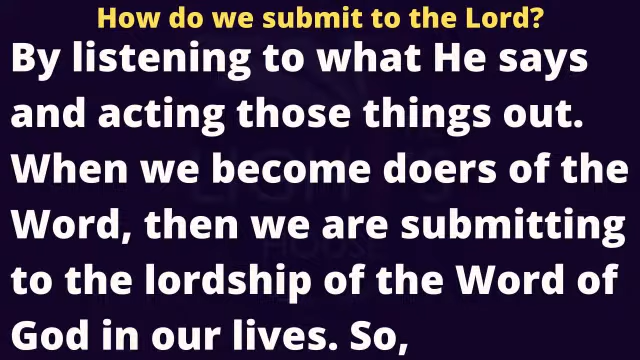 How do we submit to the Lord?
By listening to what He says
and acting those things out.
When we become doers of the
Word, then we are submitting
to the lordship of the Word of
God in our lives. So,
LIGHT'S
HOUSE